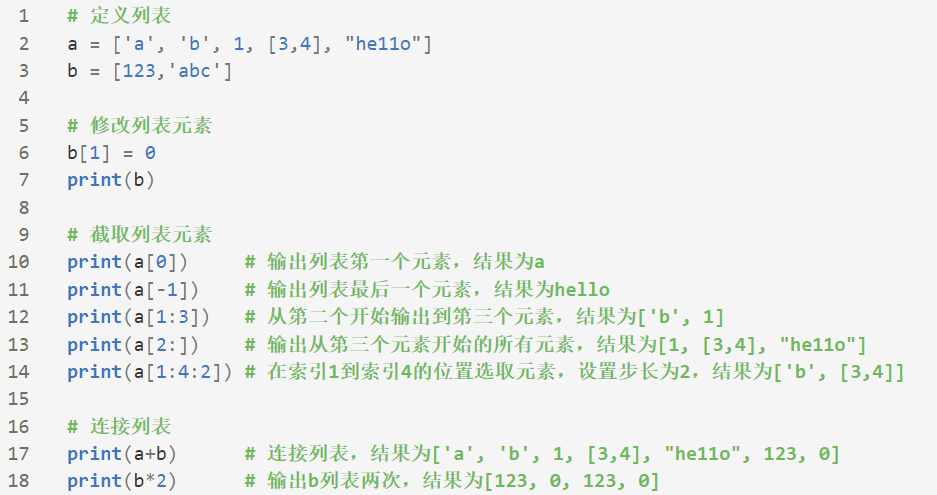 1 # 定义列表
2 a = ['a', 'b', 1, [3,4], "he11o"]
3 b = [123,'abc']
4
5 # 修改列表元素
6 b[1] = 0
7 print(b)
8
9 # 截取列表元素
10 print(a[0]) # 输出列表第一个元素，结果为a
11 print(a[-1]) # 输出列表最后一个元素，结果为hello
12 print(a[1:3]) # 从第二个开始输出到第三个元素，结果为['b', 1]
13 print(a[2:]) # 输出从第三个元素开始的所有元素，结果为[1, [3,4], "he11o"]
14 print(a[1:4:2]) # 在索引1到索引4的位置选取元素，设置步长为2，结果为['b', [3,4]]
15
16 # 连接列表
17 print(a+b) # 连接列表，结果为['a', 'b', 1, [3,4], "he11o", 123, 0]
18 print(b*2) # 输出b列表两次，结果为[123, 0, 123, 0]